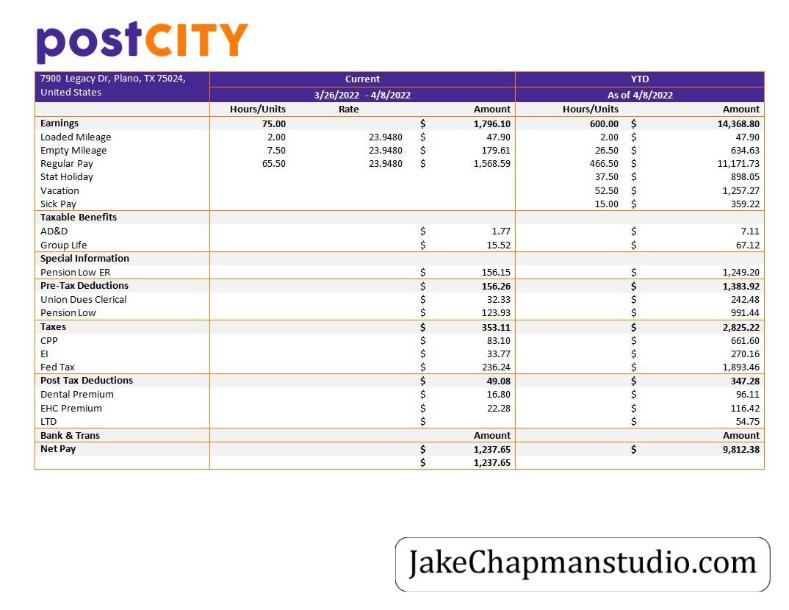 postCITY
7900 Legacy Dr, Plano, TX 75024, Current YTD
United States 3/26/2022 - 4/8/2022 As of 4/8/2022
Hours/Units Rate Amount Hours/Units Amount
Earnings 75.00 $ 1,796.10 600.00 $ 14,368.80
Loaded Mileage 2.00 23.9480 $ 47.90 2.00 $ 47.90
Empty Mileage 7.50 23.9480 $ 179.61 26.50 $ 634.63
Regular Pay 65.50 23.9480 $ 1,568.59 466.50 $ 11,171.73
Stat Holiday 37.50 $ 898.05
Vacation 52.50 $ 1,257.27
Sick Pay 15.00 $ 359.22
Taxable Benefits
AD&D $ 1.77 $ 7.11
Group Life $ 15.52 $ 67.12
Special Information
Pension Low ER $ 156.15 $ 1,249.20
Pre-Tax Deductions $ 156.26 $ 1,383.92
Union Dues Clerical $ 32.33 $ 242.48
Pension Low $ 123.93 $ 991.44
Taxes $ 353.11 $ 2,825.22
CPP $ 83.10 $ 661.60
EI $ 33.77 $ 270.16
Fed Tax $ 236.24 $ 1,893.46
Post Tax Deductions $ 49.08 $ 347.28
Dental Premium $ 16.80 $ 96.11
EHC Premium $ 22.28 $ 116.42
LTD $ $ 54.75
Bank & Trans Amount Amount
Net Pay $ 1,237.65 $ 9,812.38
$ 1,237.65
JakeChapmanstudio.com